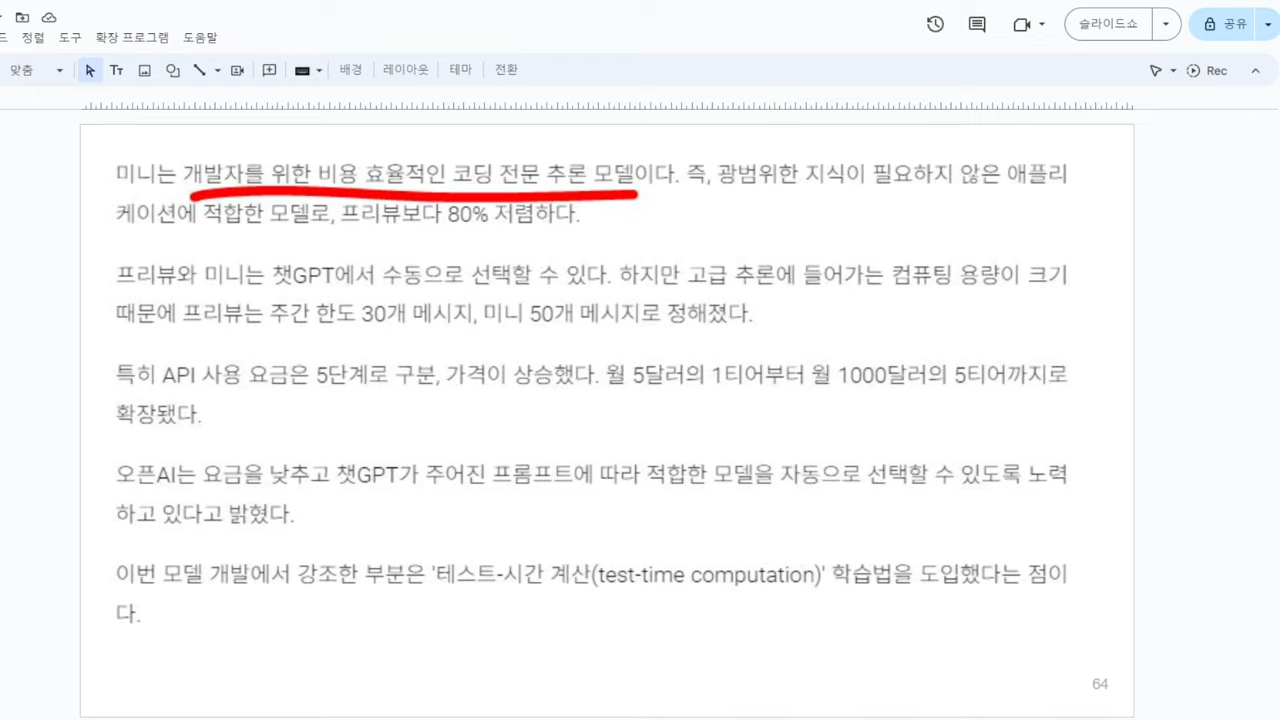 드 정렬 도구 확장 프로그램 도움말
슬라이드쇼
공유
맞춤
Tт
배경 레이아웃 테마 전환
Rec
미니는 개발자를 위한 비용 효율적인 코딩 전문 추론 모델이다. 즉, 광범위한 지식이 필요하지 않은 애플리
케이션에 적합한 모델로, 프리뷰보다 80% 저렴하다.
프리뷰와 미니는 챗GPT에서 수동으로 선택할 수 있다. 하지만 고급 추론에 들어가는 컴퓨팅 용량이 크기
때문에 프리뷰는 주간 한도 30개 메시지, 미니 50개 메시지로 정해졌다.
특히 API 사용 요금은 5단계로 구분, 가격이 상승했다. 월 5달러의 1티어부터 월 1000달러의 5티어까지로
확장됐다.
오픈AI는 요금을 낮추고 챗GPT가 주어진 프롬프트에 따라 적합한 모델을 자동으로 선택할 수 있도록 노력
하고 있다고 밝혔다.
이번 모델 개발에서 강조한 부분은 '테스트-시간 계산(test-time computation)' 학습법을 도입했다는 점이
다.
64